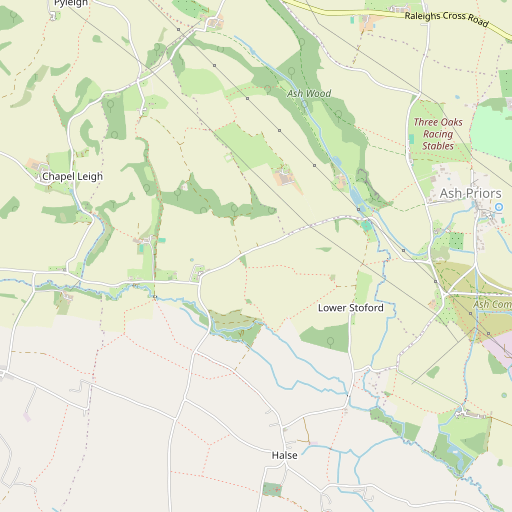 Pyleigh
Raleighs Cross Road
Ash Wood
Three Oaks
Racing
Stables
Chapel Leigh
Ash Priors
Ash Com
Lower Stoford
Halse